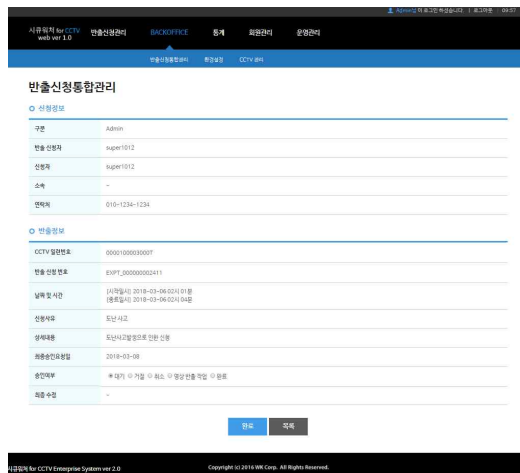 Admin님 이 로그인 하셨습니다. | 로그아웃 09:57
시큐워처 for CCTV
web ver 1.0
반출신청관리 BACKOFFICE 통계 회원관리 운영관리
반출신청통합관리 환경설정 CCTV 관리
반출신청통합관리
신청정보
구분 Admin
반출 신청자 super1012
신청자 super1012
소속 -
연락처 010-1234-1234
반출정보
CCTV 일련번호 0000100003000T
반출 신청 번호 EXPT_000000002411
날짜 및 시간 [시작일시] 2018-03-06 02시 01분
[종료일시] 2018-03-06 02시 04분
신청사유 도난 사고
상세내용 도난사고발생으로 인한 신청
최종승인요청일 2018-03-08
승인여부 대기 거절 취소 영상 반출 작업 완료
최종 수정 -
완료 목록
시큐워처 for CCTV Enterprise System ver 2.0 Copyright (c) 2016 WN Corp. All Rights Reserved.